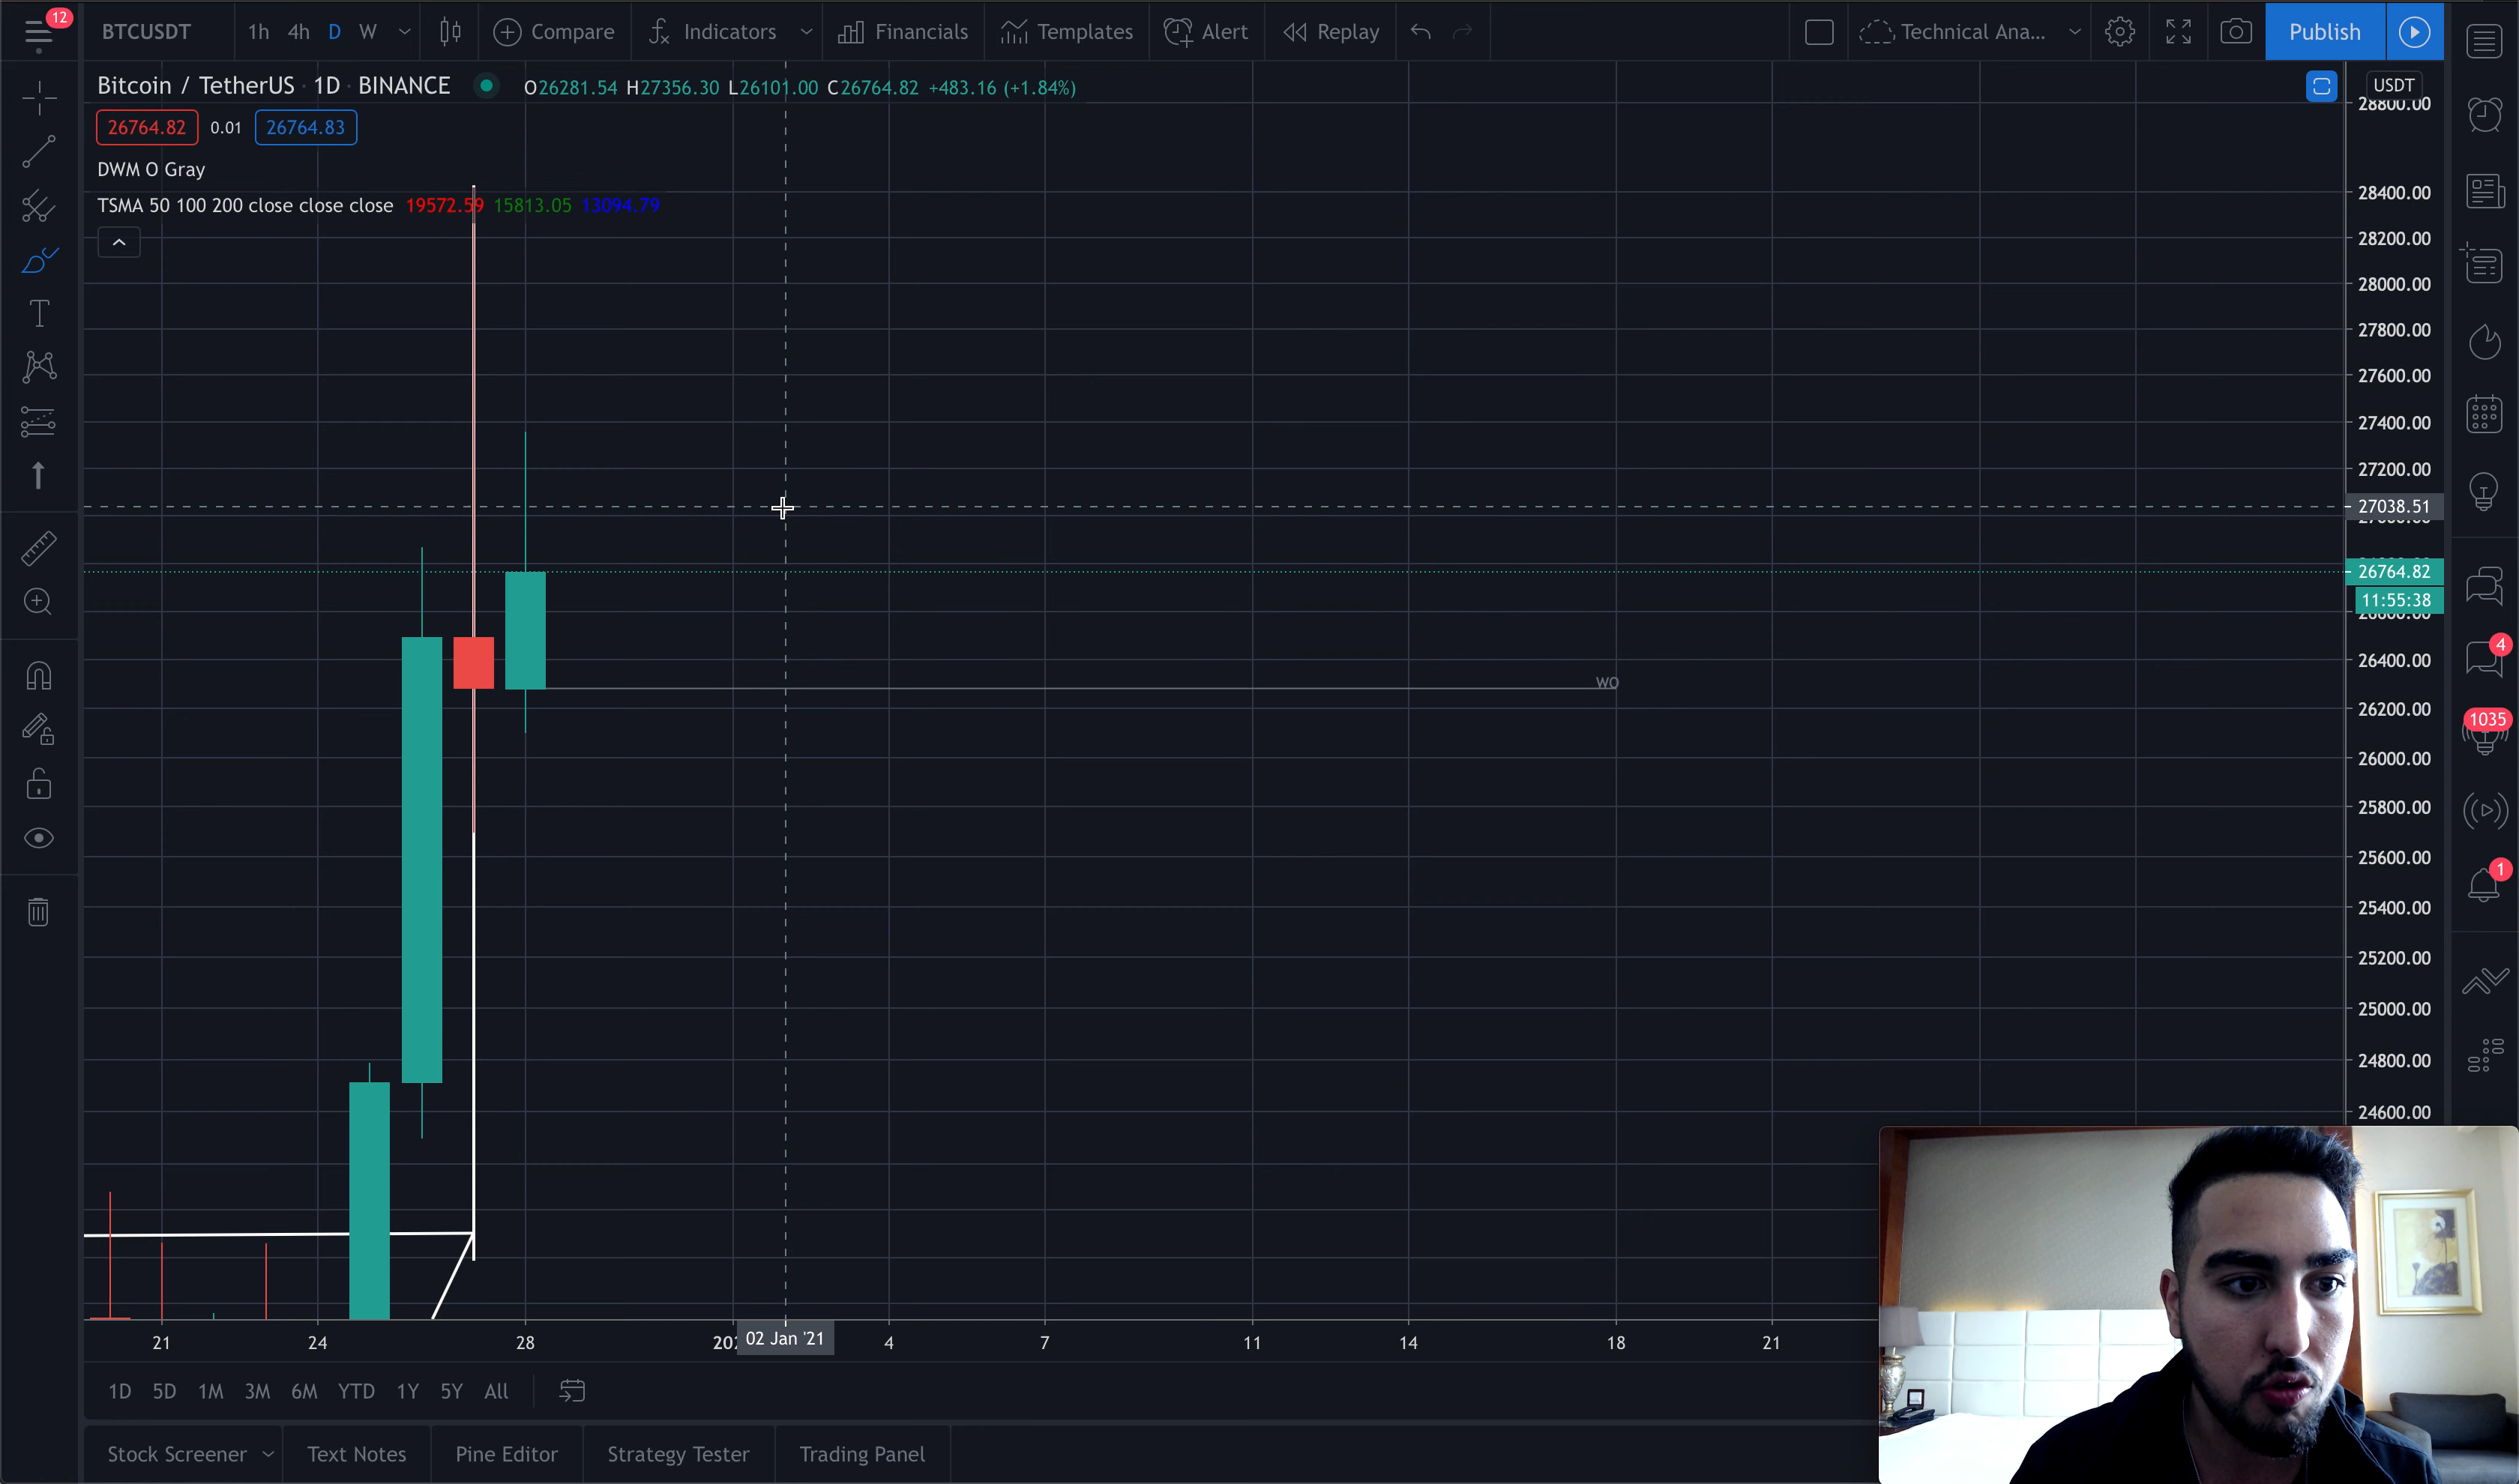 12
BTCUSDT 1h 4h D W Compare Indicators Financials Templates Alert Replay Technical Ana... Publish
Bitcoin / TetherUS · 1D · BINANCE O26281.54 H27356.30 L26101.00 C26764.82 +483.16 (+1.84%)
USDT
26764.82 0.01 26764.83
DWM O Gray
TSMA 50 100 200 close close close 19572.59 15813.05 13094.79
28800.00
28400.00
28200.00
28000.00
27800.00
27600.00
27400.00
27200.00
27038.51
26764.82
11:55:38
26400.00
26200.00
26000.00
25800.00
25600.00
25400.00
25200.00
25000.00
24800.00
24600.00
WO
4
1035
1
21 24 28 02 Jan '21 4 7 11 14 18 21
1D 5D 1M 3M 6M YTD 1Y 5Y All
Stock Screener Text Notes Pine Editor Strategy Tester Trading Panel